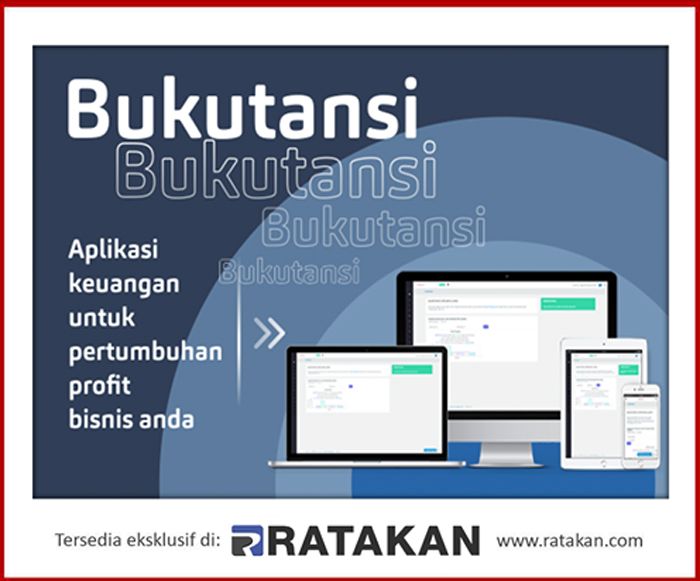 Bukutansi
Bukutansi
Bukutansi
Bukutansi
Aplikasi
keuangan
untuk
pertumbuhan
profit
bisnis anda
Tersedia eksklusif di: RATAKAN www.ratakan.com